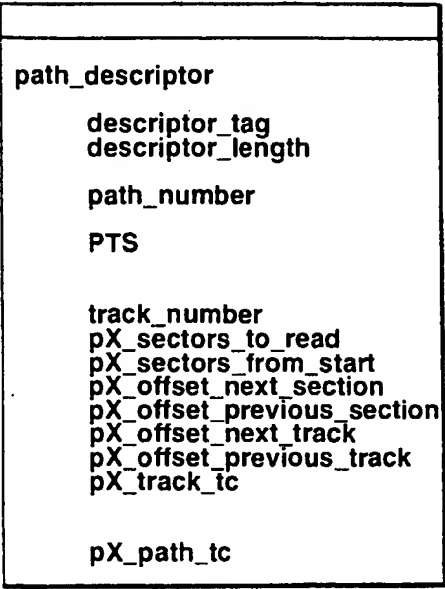 path_descriptor
descriptor_tag
descriptor_length
path_number
PTS
track_number
pX_sectors_to_read
pX_sectors_from_start
pX_offset_next_section
pX_offset_previous_section
pX_offset_next_track
pX_offset_previous_track
pX_track_tc
pX_path_tc